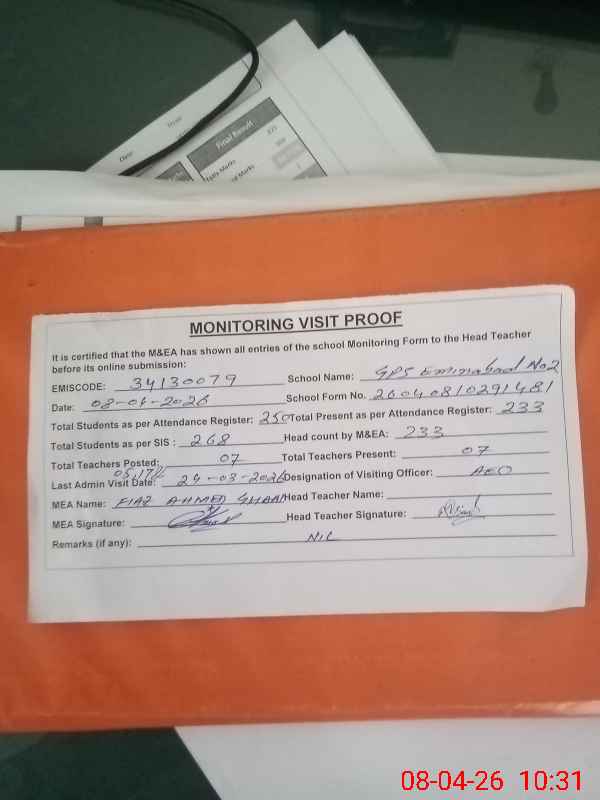 Date:
Final Result
MONITORING VISIT PROOF
It is certified that the M&EA has shown all entries of the school Monitoring Form to the Head Teacher
before its online submission:
EMISCODE: 34130079 School Name: GPS Eminabad No2
Date: 08-04-2026 School Form No. 26040810291481
Total Students as per Attendance Register: 250 Total Present as per Attendance Register: 233
Total Students as per SIS : 268 Head count by M&EA: 233
Total Teachers Posted: 07 Total Teachers Present: 07
Last Admin Visit Date: 24-03-2026 Designation of Visiting Officer: AEO
MEA Name: FIAZ AHMED Head Teacher Name:
MEA Signature: Head Teacher Signature:
Remarks (if any): NIL
08-04-26 10:31